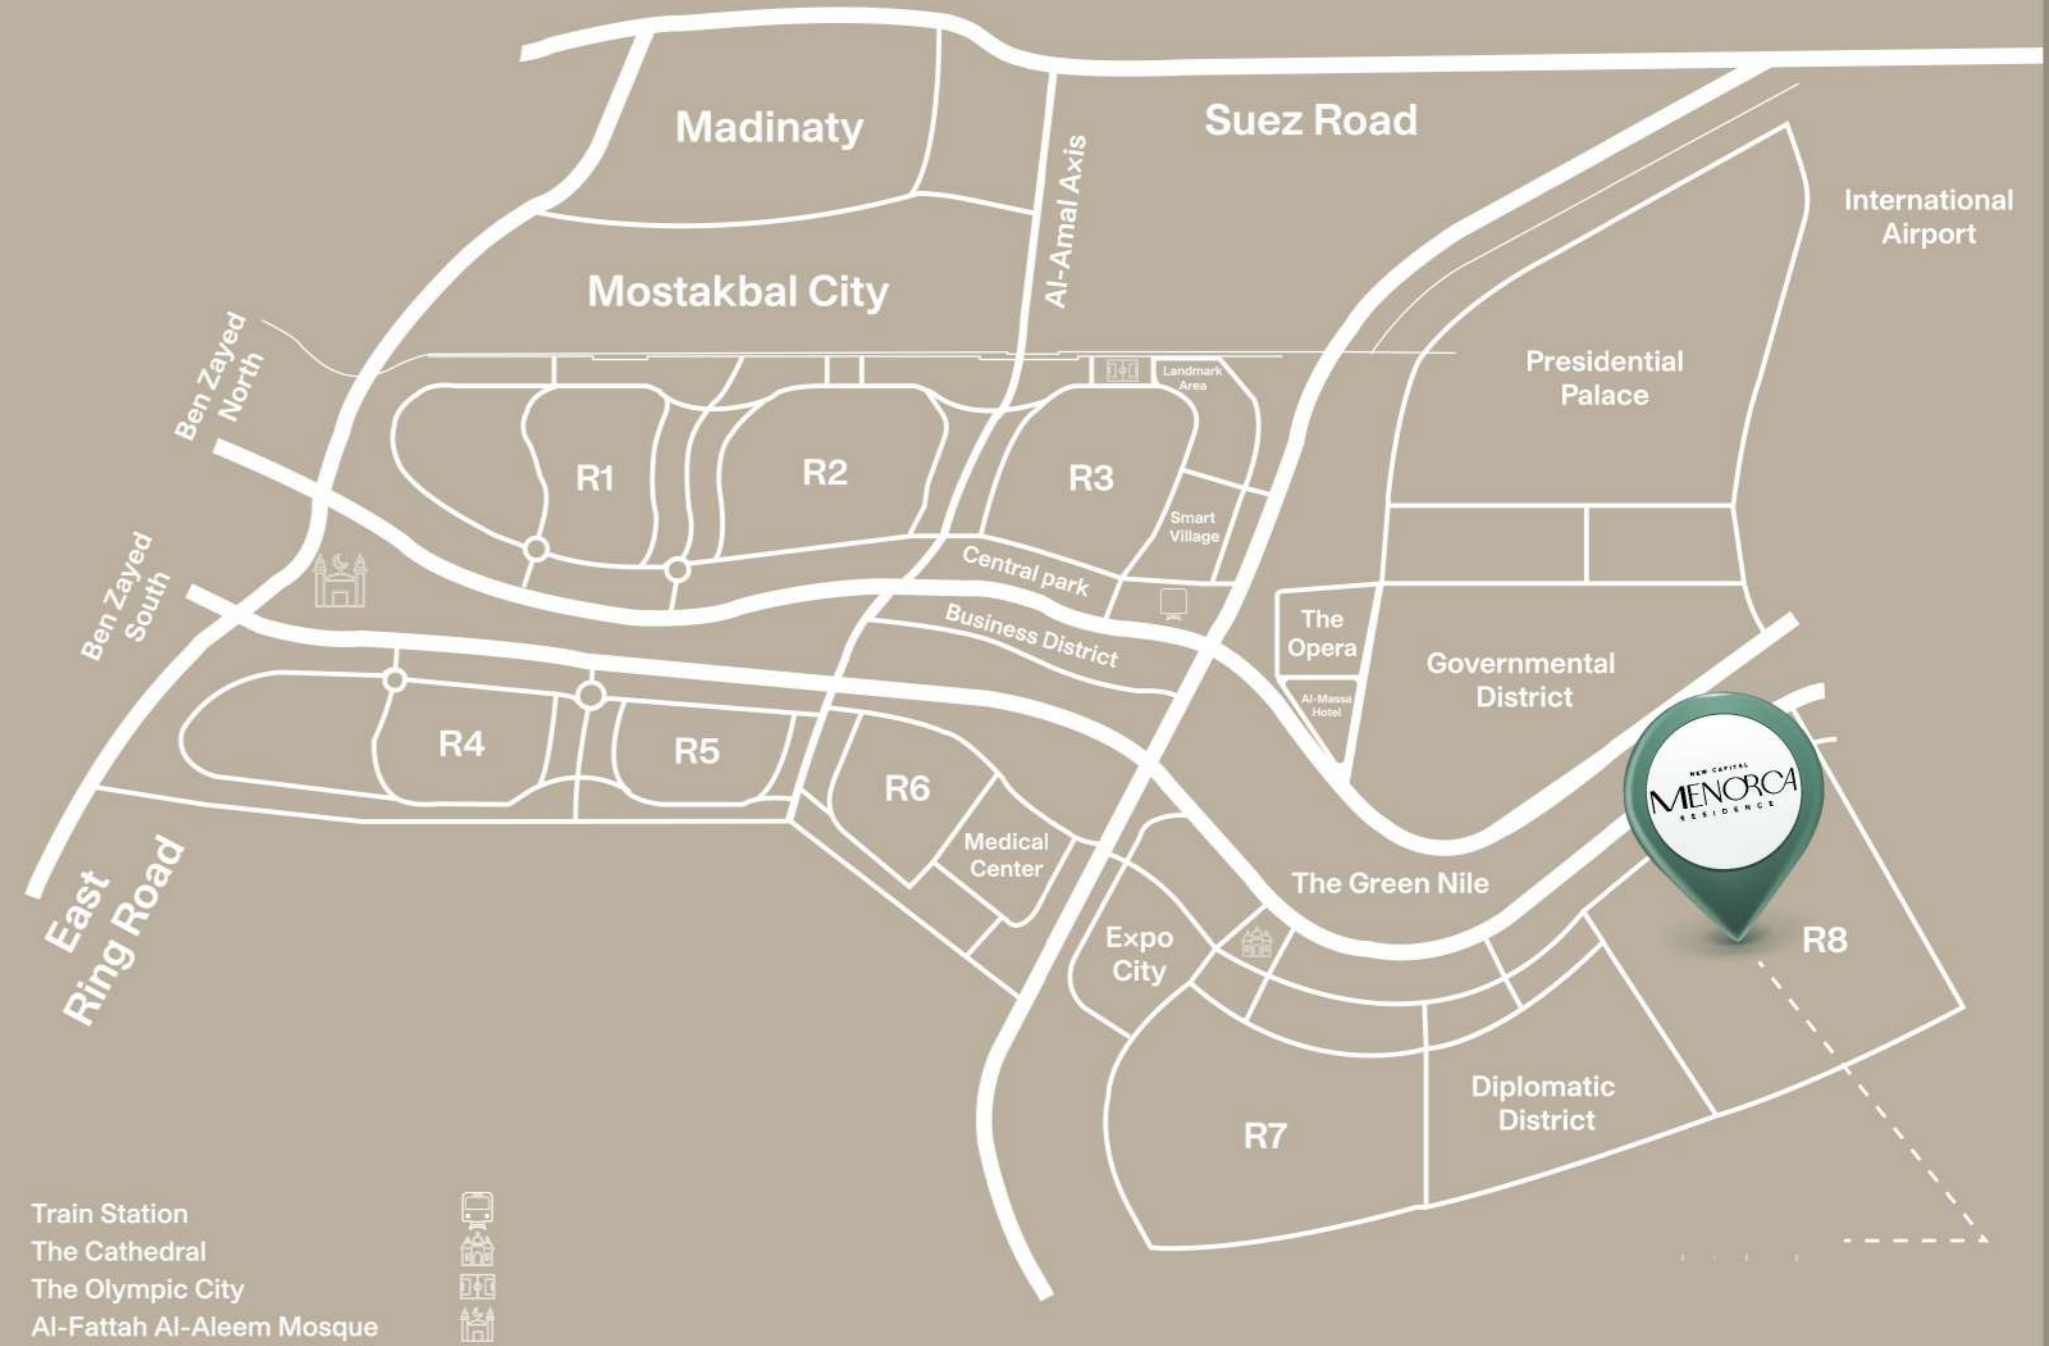 Madinaty
Suez Road
Al-Amal Axis
International
Airport
Mostakbal City
Ben Zayed
North
Presidential
Palace
Landmark
Area
R1
R2
R3
Smart
Village
Central park
Ben Zayed
South
Business District
The
Opera
Governmental
District
Al-Massa
Hotel
R4
R5
R6
NEW CAPITAL
MENORCA
RESIDENCE
Medical
Center
The Green Nile
East
Ring Road
Expo
City
R8
Diplomatic
District
R7
Train Station
The Cathedral
The Olympic City
Al-Fattah Al-Aleem Mosque